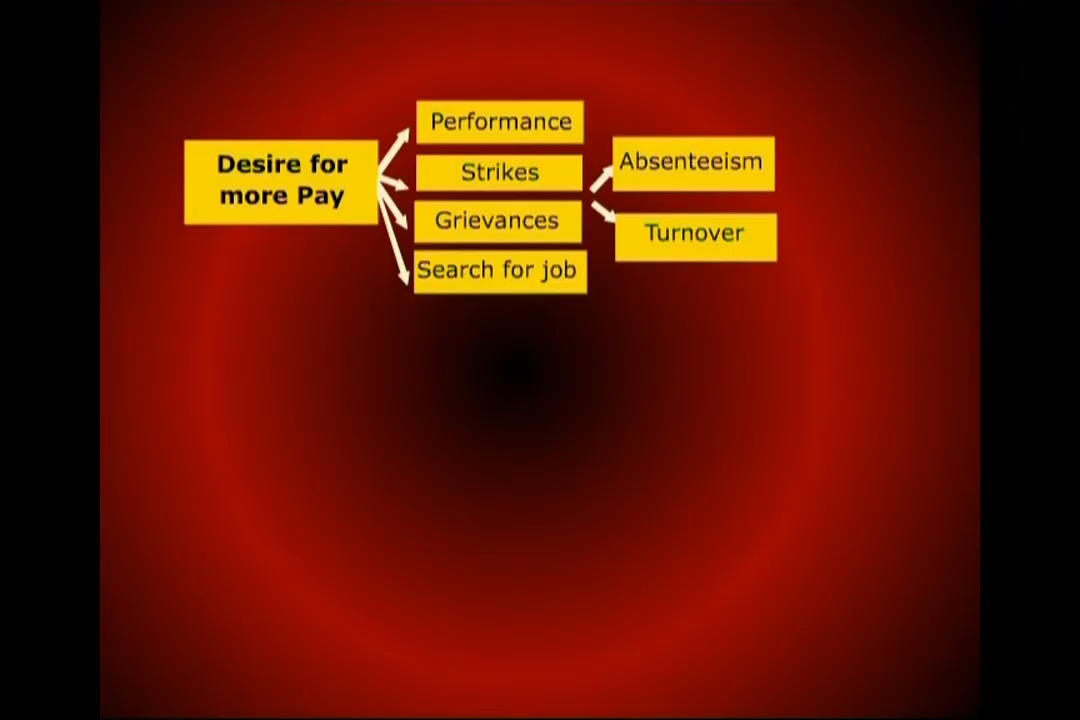 Desire for
more Pay
Performance
Strikes
Grievances
Search for job
Absenteeism
Turnover